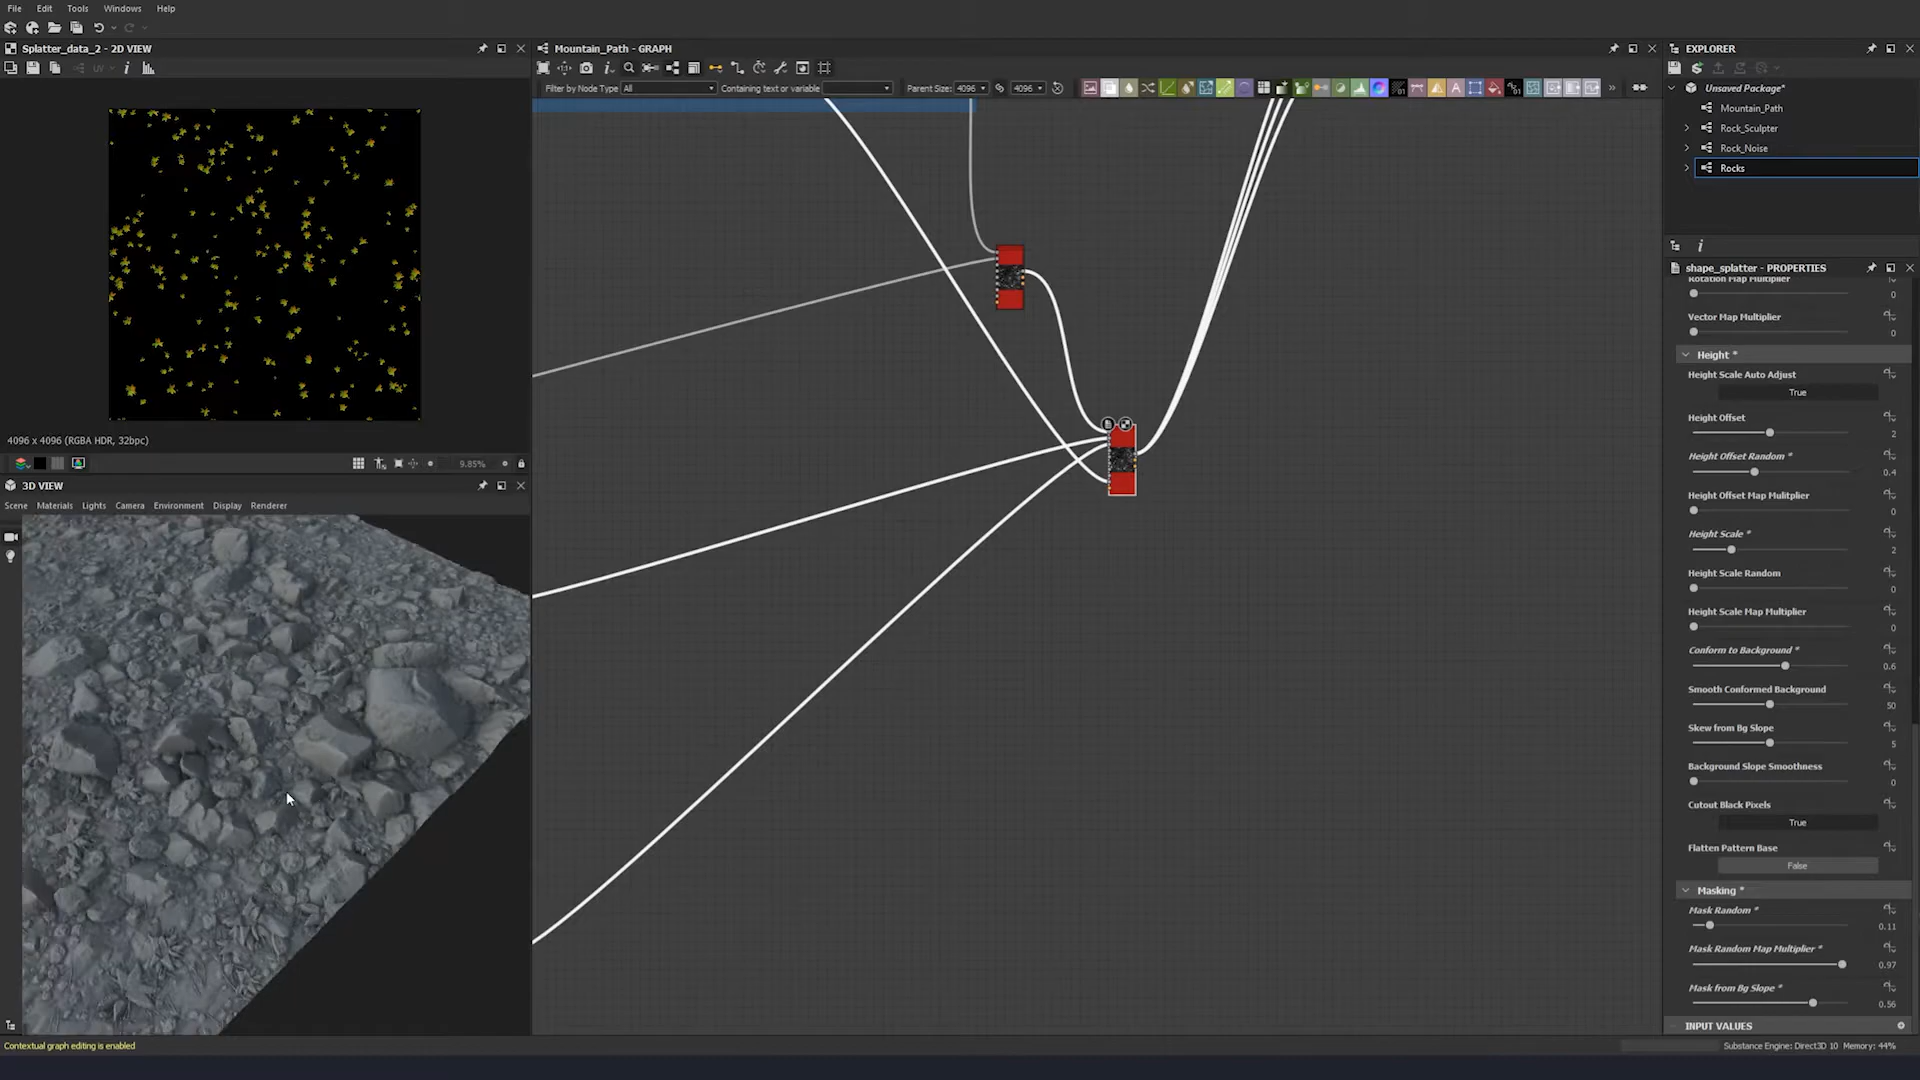 File Edit Tools Windows Help
Splatter_data_2 - 2D VIEW
UV
4096 x 4096 (RGBA HDR, 32bpc)
9.85%
3D VIEW
Scene Materials Lights Camera Environment Display Renderer
Mountain_Path - GRAPH
Filter by Node Type All Containing text or variable Parent Size: 4096 4096
EXPLORER
Unsaved Package*
Mountain_Path
Rock_Sculpter
Rock_Noise
Rocks
shape_splatter - PROPERTIES
Rotation Map Multiplier
0
Vector Map Multiplier
0
Height *
Height Scale Auto Adjust
True
Height Offset
2
Height Offset Random *
0.4
Height Offset Map Mulitplier
0
Height Scale *
2
Height Scale Random
0
Height Scale Map Multiplier
0
Conform to Background *
0.6
Smooth Conformed Background
50
Skew from Bg Slope
5
Background Slope Smoothness
0
Cutout Black Pixels
True
Flatten Pattern Base
False
Masking *
Mask Random *
0.11
Mask Random Map Multiplier *
0.97
Mask from Bg Slope *
0.56
INPUT VALUES
Contextual graph editing is enabled
Substance Engine: Direct3D 10 Memory: 44%